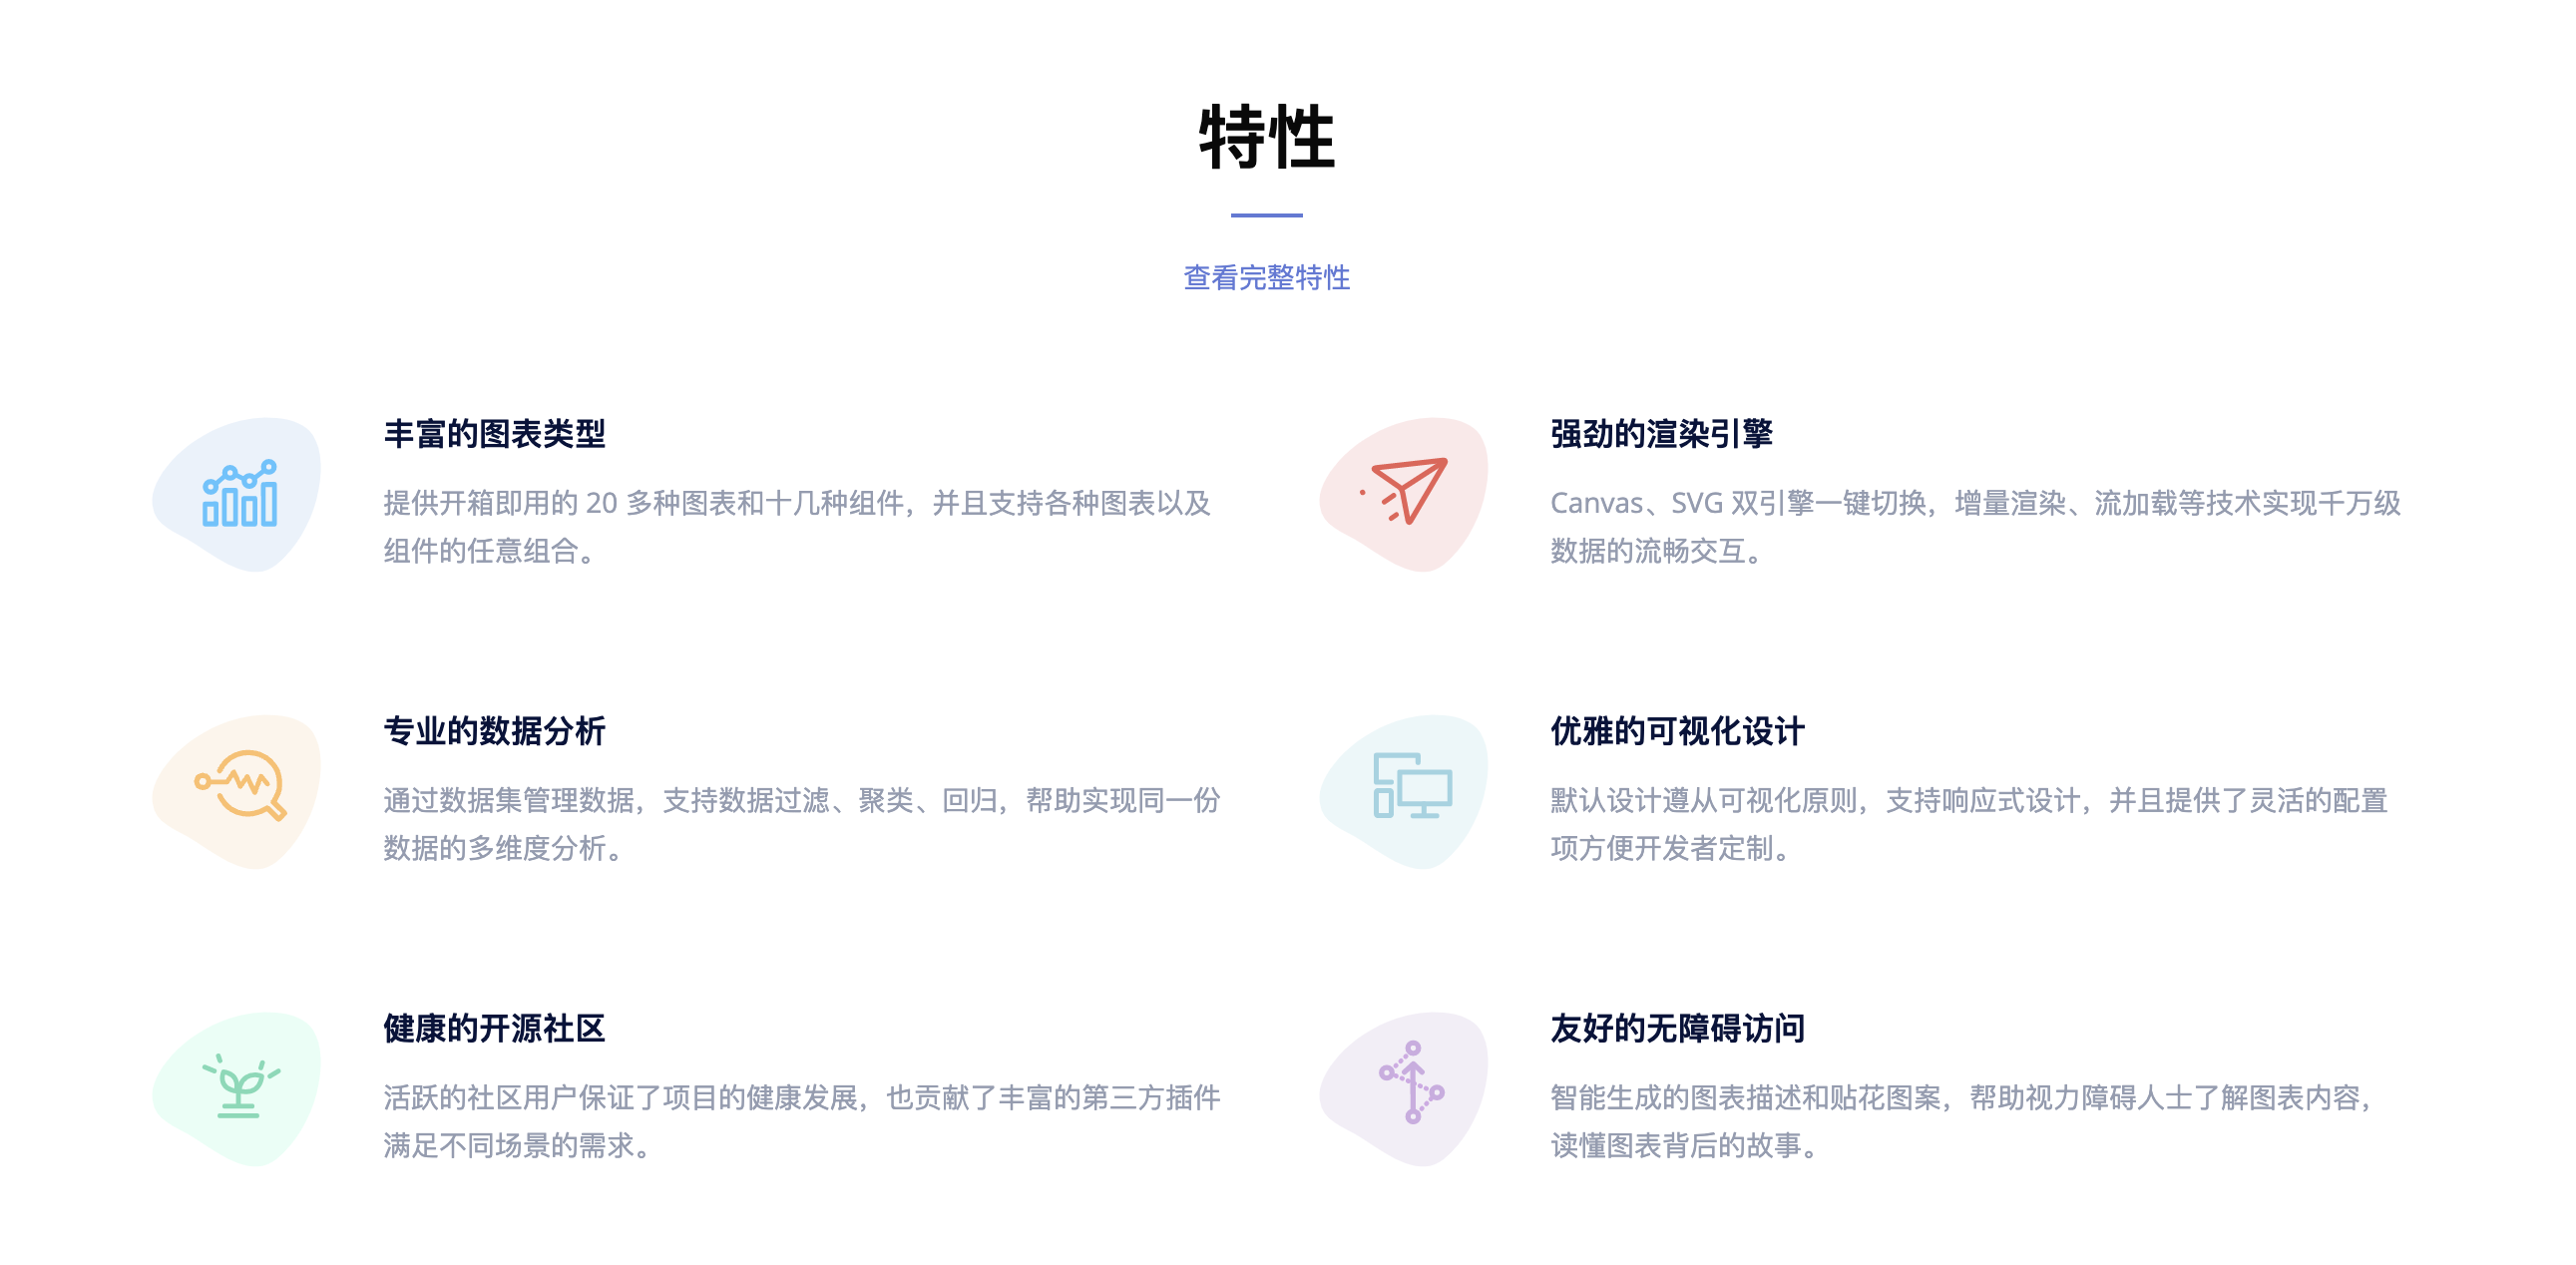 特性
查看完整特性
丰富的图表类型
提供开箱即用的 20 多种图表和十几种组件，并且支持各种图表以及
组件的任意组合。
强劲的渲染引擎
Canvas、SVG 双引擎一键切换，增量渲染、流加载等技术实现千万级
数据的流畅交互。
专业的数据分析
通过数据集管理数据，支持数据过滤、聚类、回归，帮助实现同一份
数据的多维度分析。
优雅的可视化设计
默认设计遵从可视化原则，支持响应式设计，并且提供了灵活的配置
项方便开发者定制。
健康的开源社区
活跃的社区用户保证了项目的健康发展，也贡献了丰富的第三方插件
满足不同场景的需求。
友好的无障碍访问
智能生成的图表描述和贴花图案，帮助视力障碍人士了解图表内容，
读懂图表背后的故事。